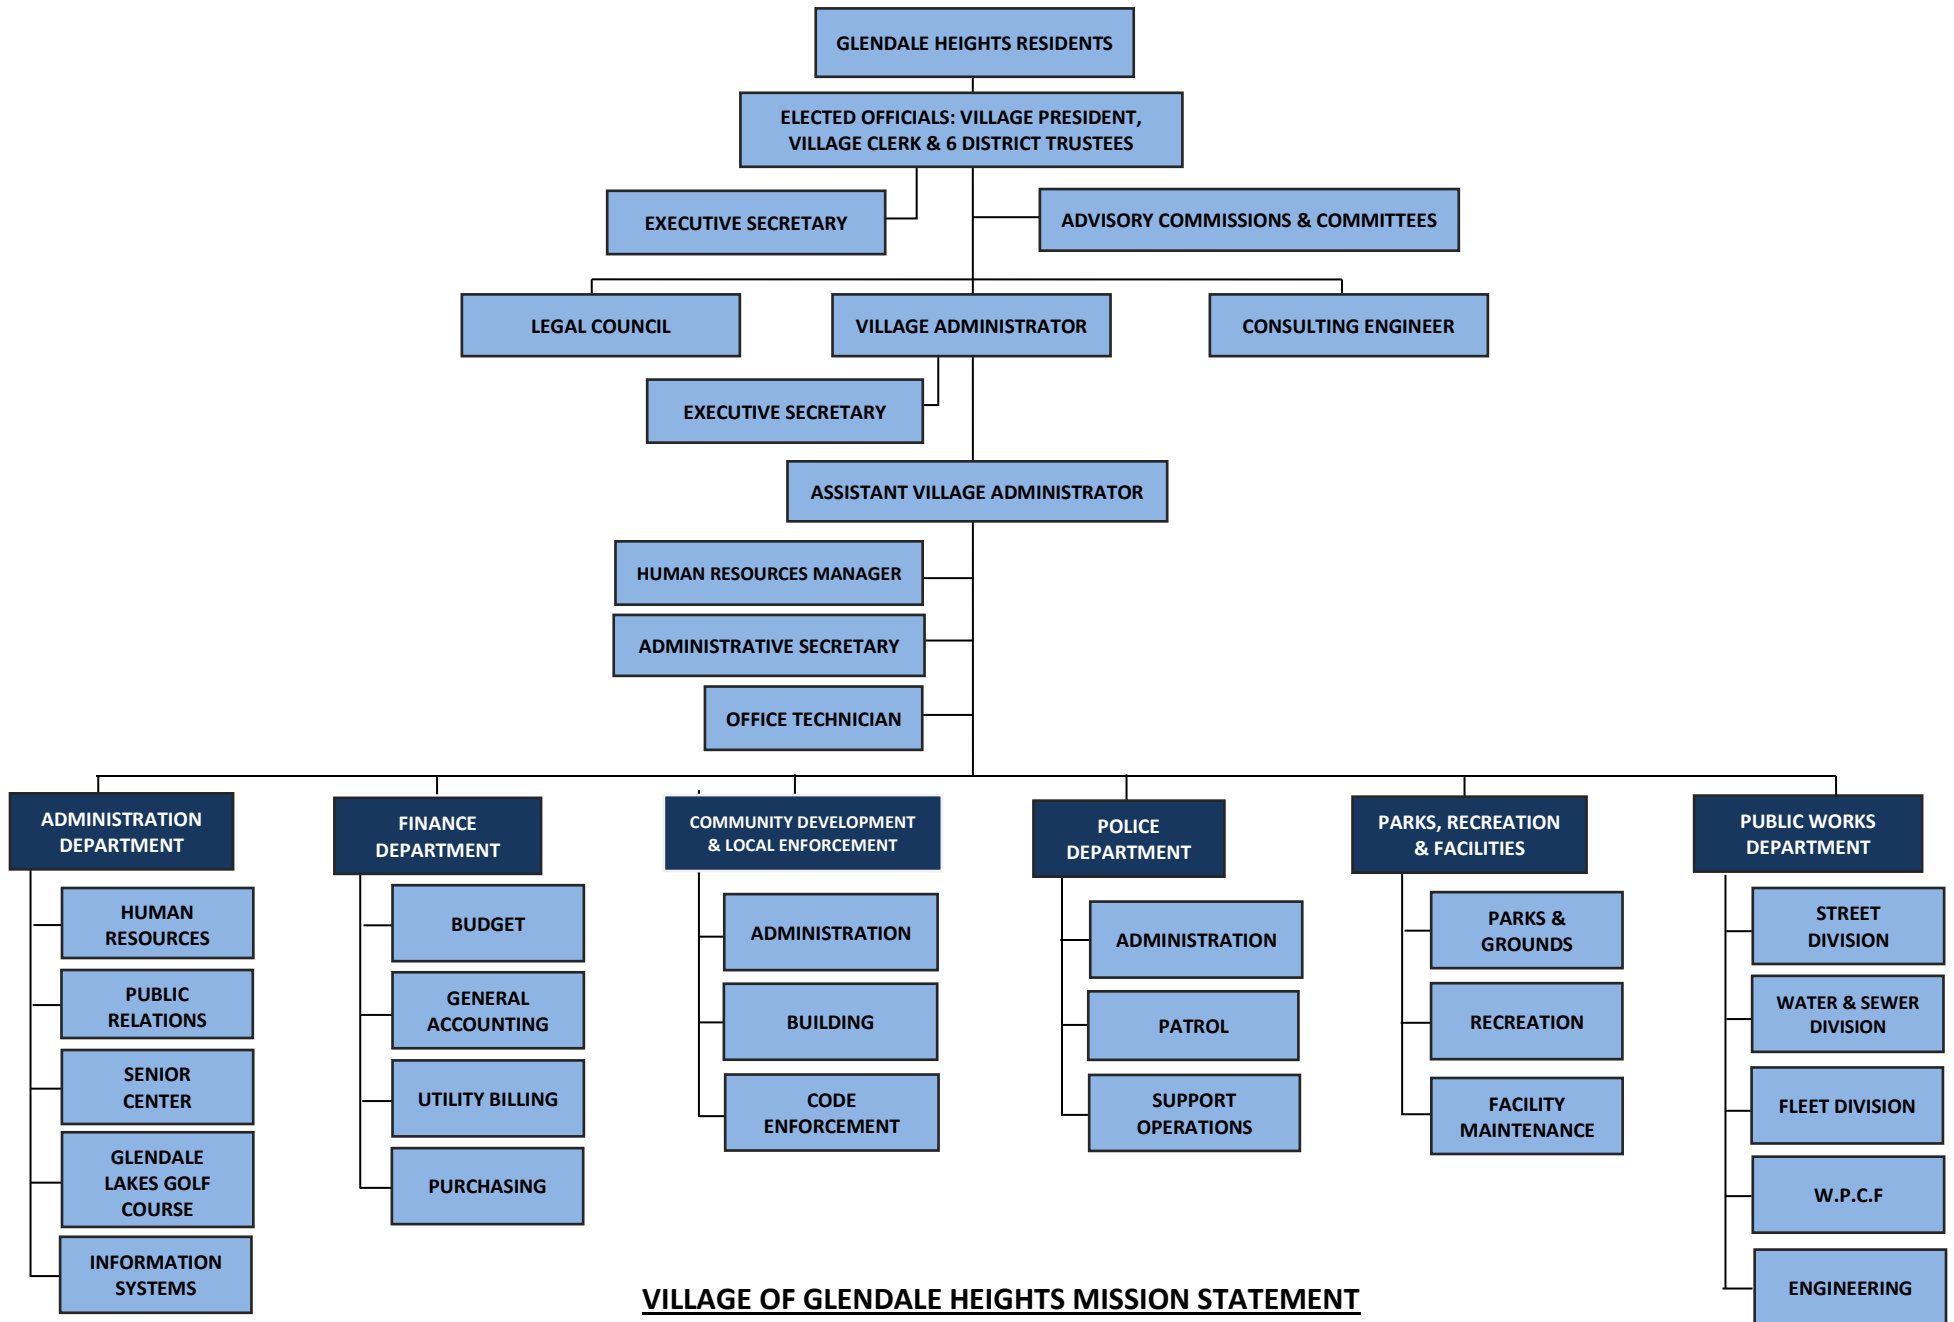 GLENDALE HEIGHTS RESIDENTS
ELECTED OFFICIALS: VILLAGE PRESIDENT,
VILLAGE CLERK & 6 DISTRICT TRUSTEES
EXECUTIVE SECRETARY
ADVISORY COMMISSIONS & COMMITTEES
LEGAL COUNCIL
VILLAGE ADMINISTRATOR
CONSULTING ENGINEER
EXECUTIVE SECRETARY
ASSISTANT VILLAGE ADMINISTRATOR
HUMAN RESOURCES MANAGER
ADMINISTRATIVE SECRETARY
OFFICE TECHNICIAN
ADMINISTRATION
DEPARTMENT
HUMAN
RESOURCES
PUBLIC
RELATIONS
SENIOR
CENTER
GLENDALE
LAKES GOLF
COURSE
INFORMATION
SYSTEMS
FINANCE
DEPARTMENT
BUDGET
GENERAL
ACCOUNTING
UTILITY BILLING
PURCHASING
COMMUNITY DEVELOPMENT
& LOCAL ENFORCEMENT
ADMINISTRATION
BUILDING
CODE
ENFORCEMENT
POLICE
DEPARTMENT
ADMINISTRATION
PATROL
SUPPORT
OPERATIONS
PARKS, RECREATION
& FACILITIES
PARKS &
GROUNDS
RECREATION
FACILITY
MAINTENANCE
PUBLIC WORKS
DEPARTMENT
STREET
DIVISION
WATER & SEWER
DIVISION
FLEET DIVISION
W.P.C.F
ENGINEERING
VILLAGE OF GLENDALE HEIGHTS MISSION STATEMENT